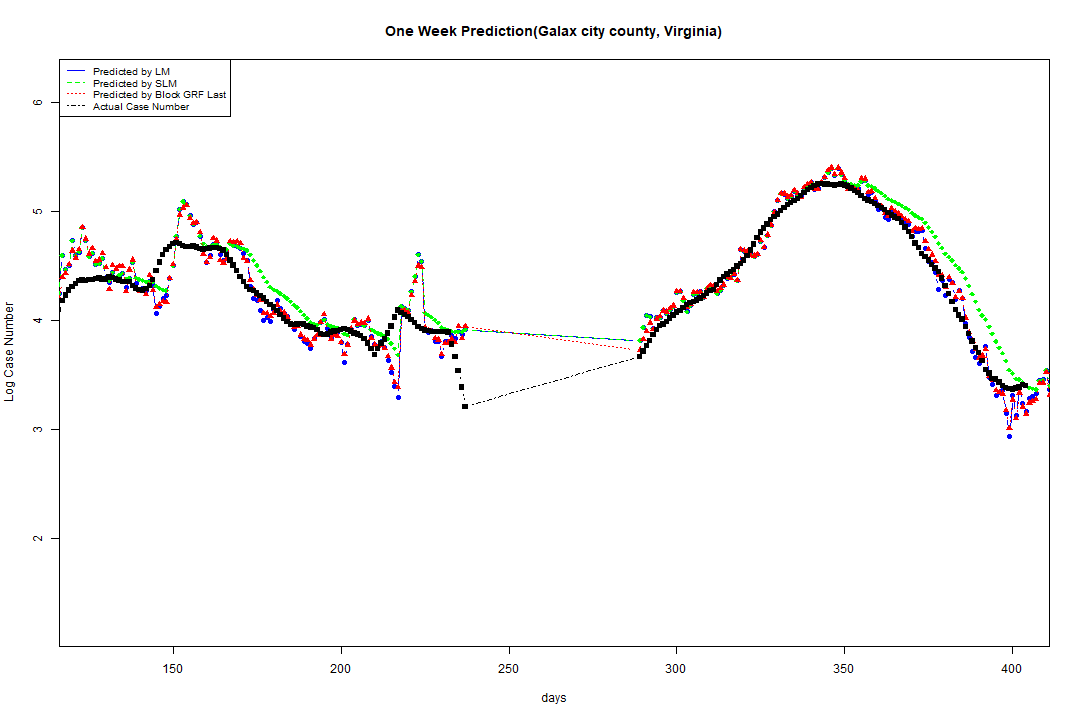 One Week Prediction(Galax city county, Virginia)
Predicted by LM
Predicted by SLM
Predicted by Block GRF Last
Actual Case Number
Log Case Number
6
5
4
3
2
150 200 250 300 350 400
days